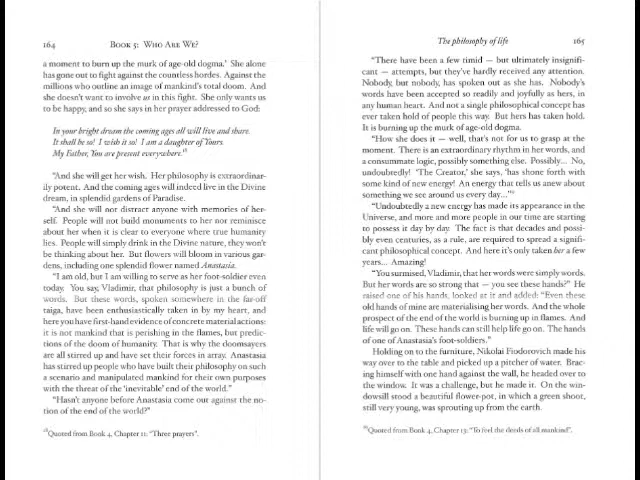 164 Book 5: Who Are We?
a moment to burn up the murk of age-old dogma.' She alone
has gone out to fight against the countless hordes. Against the
millions who outline an image of mankind's total doom. And
she doesn't want to involve us in this fight. She only wants us
to be happy, and so she says in her prayer addressed to God:
In your bright dream the coming ages all will live and share.
It shall be so! I wish it so! I am a daughter of Yours.
My Father, You are present everywhere.
"And she will get her wish. Her philosophy is extraordinar-
ily potent. And the coming ages will indeed live in the Divine
dream, in splendid gardens of Paradise.
"And she will not distract anyone with memories of her-
self. People will not build monuments to her nor reminisce
about her when it is clear to everyone where true humanity
lies. People will simply drink in the Divine nature, they won't
be thinking about her. But flowers will bloom in various gar-
dens, including one splendid flower named Anastasia.
"I am old, but I am willing to serve as her foot-soldier even
today. You say, Vladimir, that philosophy is just a bunch of
words. But these words, spoken somewhere in the far-off
taiga, have been enthusiastically taken in by my heart, and
here you have first-hand evidence of concrete material actions:
it is not mankind that is perishing in the flames, but predic-
tions of the doom of humanity. That is why the doomsayers
are all stirred up and have set their forces in array. Anastasia
has stirred up people who have built their philosophy on such
a scenario and manipulated mankind for their own purposes
with the threat of the 'inevitable' end of the world."
"Hasn't anyone before Anastasia come out against the no-
tion of the end of the world?"
Quoted from Book 4, Chapter 11: "Three prayers".
The philosophy of life 165
"There have been a few timid — but ultimately insignifi-
cant — attempts, but they've hardly received any attention.
Nobody, but nobody, has spoken out as she has. Nobody's
words have been accepted so readily and joyfully as hers, in
any human heart. And not a single philosophical concept has
ever taken hold of people this way. But hers has taken hold.
It is burning up the murk of age-old dogma.
"How she does it — well, that's not for us to grasp at the
moment. There is an extraordinary rhythm in her words, and
a consummate logic, possibly something else. Possibly... No,
undoubtedly! 'The Creator,' she says, 'has shone forth with
some kind of new energy! An energy that tells us anew about
something we see around us every day...'
"Undoubtedly a new energy has made its appearance in the
Universe, and more and more people in our time are starting
to possess it day by day. The fact is that decades and possi-
bly even centuries, as a rule, are required to spread a signifi-
cant philosophical concept. And here it's only taken her a few
years... Amazing!
"You surmised, Vladimir, that her words were simply words.
But her words are so strong that — you see these hands?" He
raised one of his hands, looked at it and added: "Even these
old hands of mine are materialising her words. And the whole
prospect of the end of the world is burning up in flames. And
life will go on. These hands can still help life go on. The hands
of one of Anastasia's foot-soldiers."
Holding on to the furniture, Nikolai Fiodorovich made his
way over to the table and picked up a pitcher of water. Brac-
ing himself with one hand against the wall, he headed over to
the window. It was a challenge, but he made it. On the win-
dowsill stood a beautiful flower-pot, in which a green shoot,
still very young, was sprouting up from the earth.
Quoted from Book 4, Chapter 13: "To feel the deeds of all mankind".